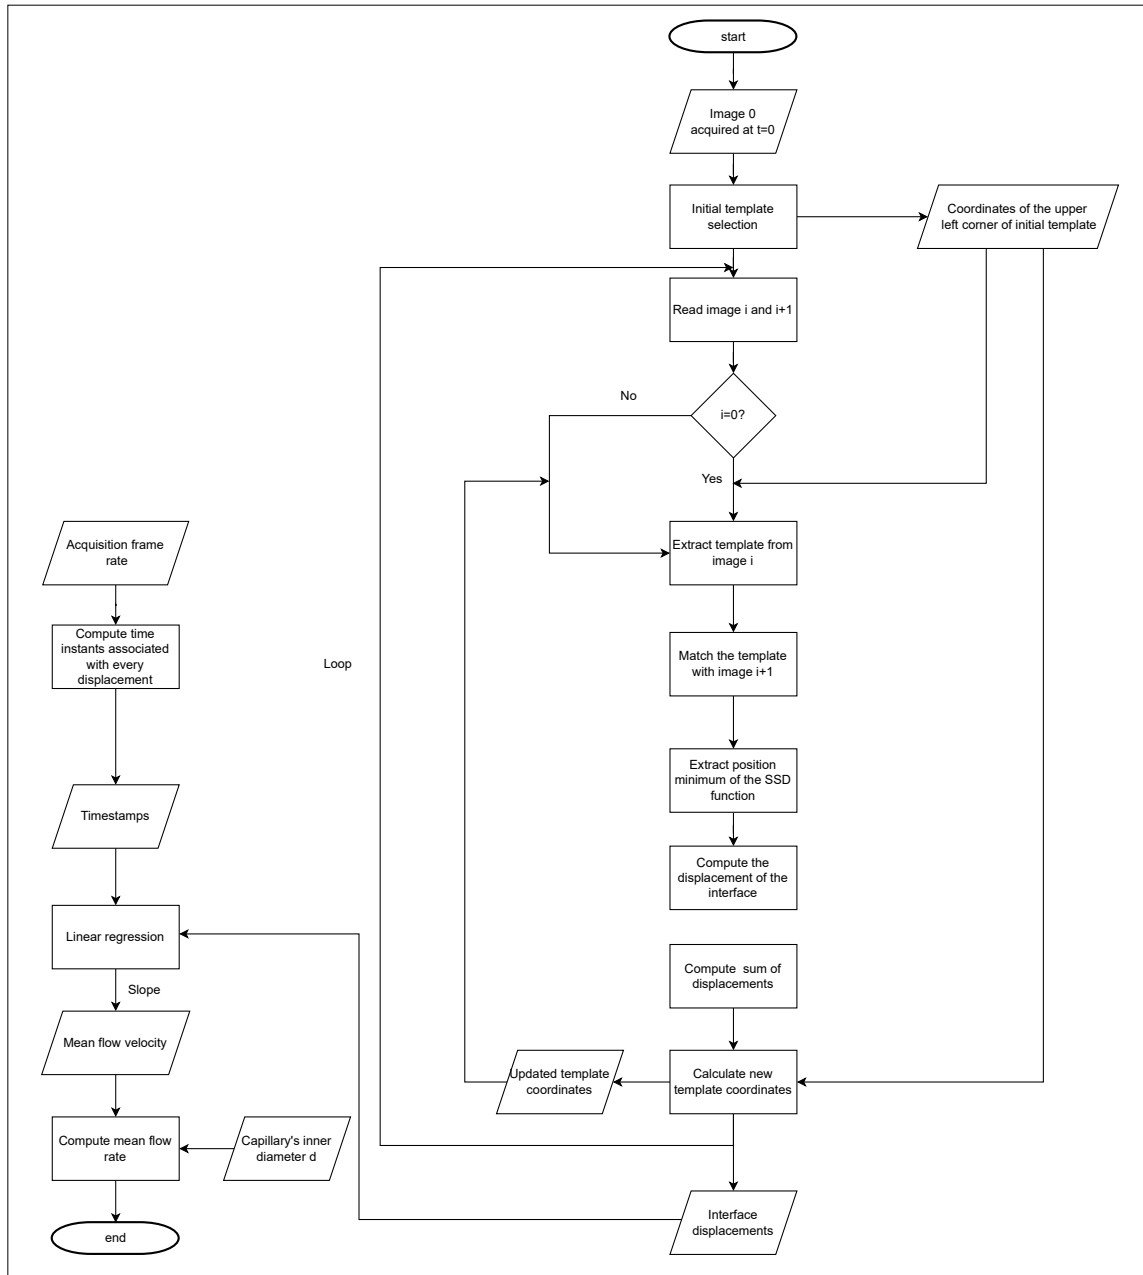 start
Image 0
acquired at t=0
Initial template
selection
Coordinates of the upper
left corner of initial template
Read image i and i+1
No
i=0?
Yes
Extract template from
image i
Acquisition frame
rate
Compute time
instants associated
with every
displacement
Loop
Match the template
with image i+1
Extract position
minimum of the SSD
function
Timestamps
Compute the
displacement of the
interface
Linear regression
Compute sum of
displacements
Slope
Mean flow velocity
Updated template
coordinates
Calculate new
template coordinates
Compute mean flow
rate
Capillary's inner
diameter d
Interface
displacements
end